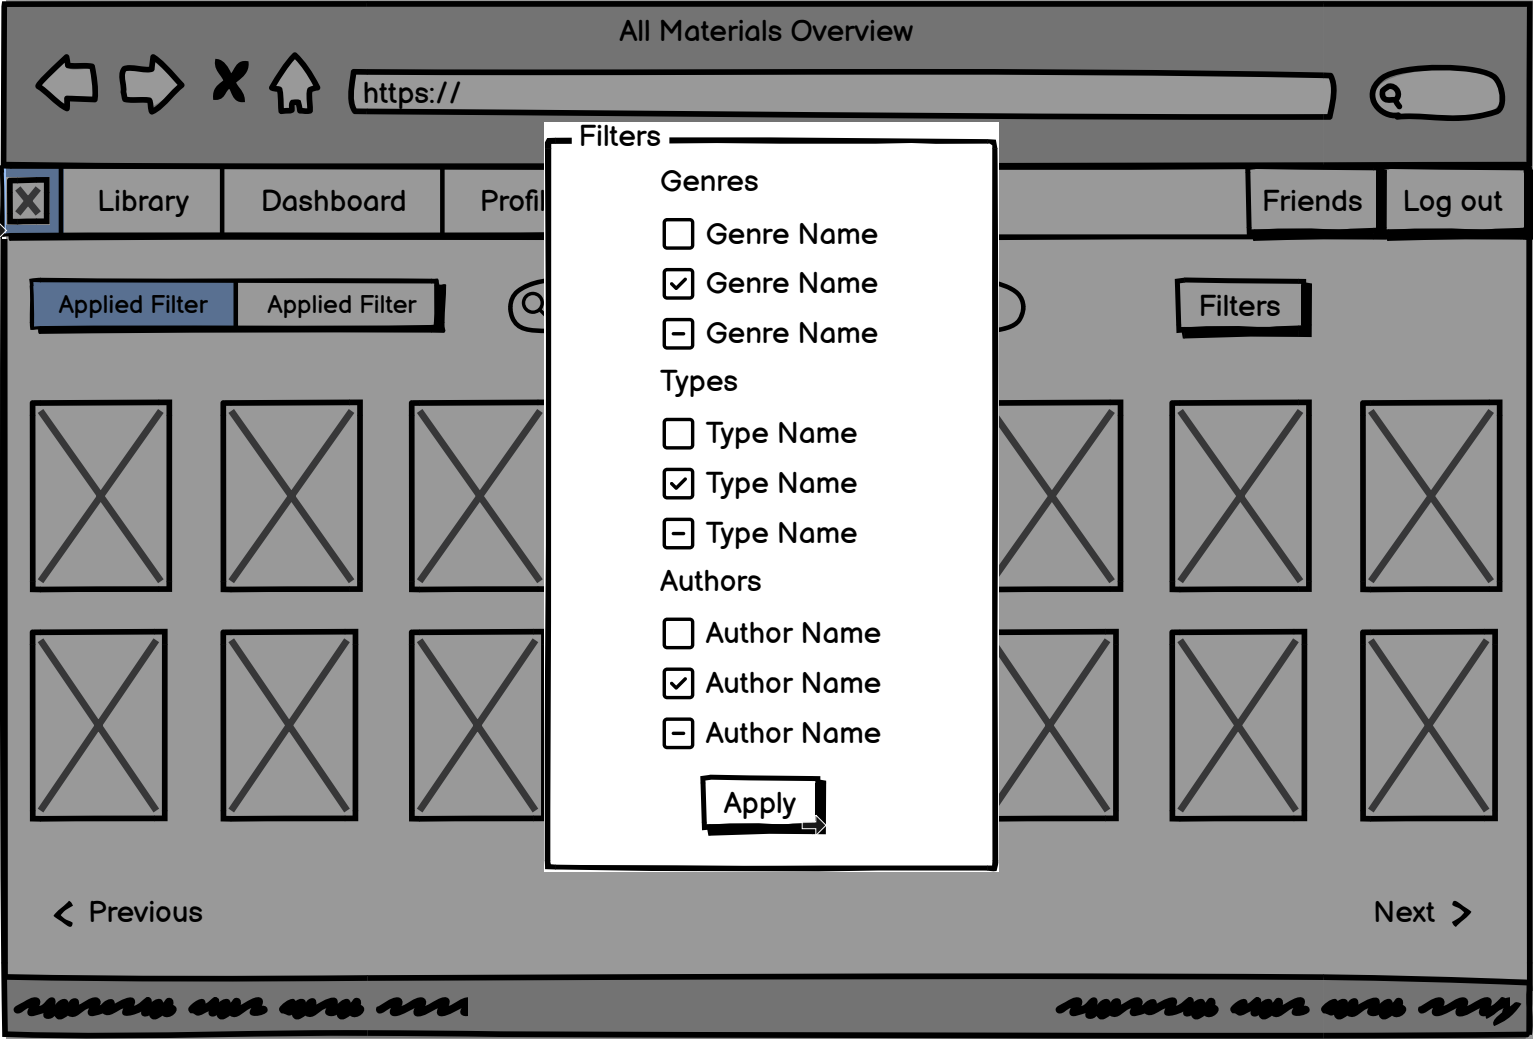 All Materials Overview
https://
Library
Dashboard
Friends
Log out
Applied Filter
Applied Filter
Filters
Filters
Genres
Genre Name
Genre Name
Genre Name
Types
Type Name
Type Name
Type Name
Authors
Author Name
Author Name
Author Name
Apply
Previous
Next